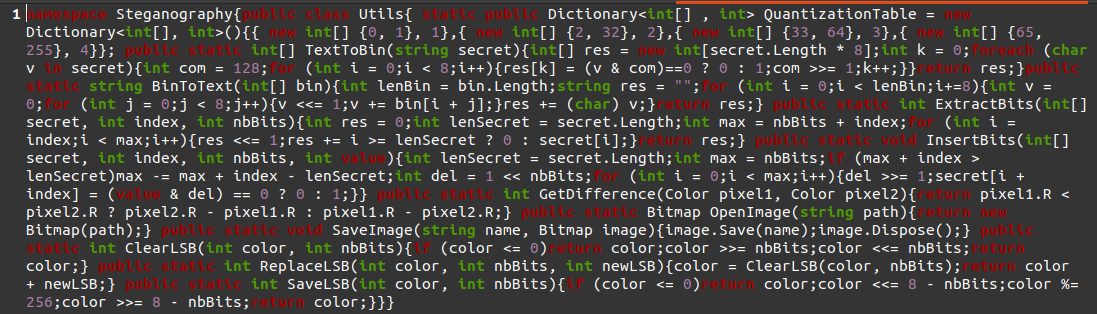 1 namespace Steganography{public class Utils{ static public Dictionary<int[] , int> QuantizationTable = new
Dictionary<int[], int>(){{ new int[] {0, 1}, 1},{ new int[] {2, 32}, 2},{ new int[] {33, 64}, 3},{ new int[] {65,
255}, 4}}; public static int[] TextToBin(string secret){int[] res = new int[secret.Length * 8];int k = 0;foreach (char
v in secret){int com = 128;for (int i = 0;i < 8;i++){res[k] = (v & com)==0 ? 0 : 1;com >>= 1;k++;}}return res;}public
static string BinToText(int[] bin){int lenBin = bin.Length;string res = "";for (int i = 0;i < lenBin;i+=8){int v =
0;for (int j = 0;j < 8;j++){v <<= 1;v += bin[i + j];}res += (char) v;}return res;} public static int ExtractBits(int[]
secret, int index, int nbBits){int res = 0;int lenSecret = secret.Length;int max = nbBits + index;for (int i =
index;i < max;i++){res <<= 1;res += i >= lenSecret ? 0 : secret[i];}return res;} public static void InsertBits(int[]
secret, int index, int nbBits, int value){int lenSecret = secret.Length;int max = nbBits;if (max + index >
lenSecret)max -= max + index - lenSecret;int del = 1 << nbBits;for (int i = 0;i < max;i++){del >>= 1;secret[i +
index] = (value & del) == 0 ? 0 : 1;}} public static int GetDifference(Color pixel1, Color pixel2){return pixel1.R <
pixel2.R ? pixel2.R - pixel1.R : pixel1.R - pixel2.R;} public static Bitmap OpenImage(string path){return new
Bitmap(path);} public static void SaveImage(string name, Bitmap image){image.Save(name);image.Dispose();} public
static int ClearLSB(int color, int nbBits){if (color <= 0)return color;color >>= nbBits;color <<= nbBits;return
color;} public static int ReplaceLSB(int color, int nbBits, int newLSB){color = ClearLSB(color, nbBits);return color
+ newLSB;} public static int SaveLSB(int color, int nbBits){if (color <= 0)return color;color <<= 8 - nbBits;color %=
256;color >>= 8 - nbBits;return color;}}}